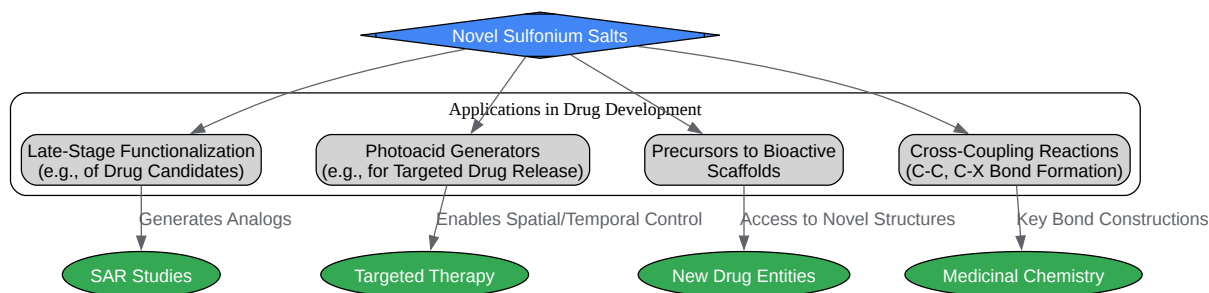 Novel Sulfonium Salts
Applications in Drug Development
Late-Stage Functionalization
(e.g., of Drug Candidates)
Photoacid Generators
(e.g., for Targeted Drug Release)
Precursors to Bioactive
Scaffolds
Cross-Coupling Reactions
(C-C, C-X Bond Formation)
Generates Analogs
Enables Spatial/Temporal Control
Access to Novel Structures
Key Bond Constructions
SAR Studies
Targeted Therapy
New Drug Entities
Medicinal Chemistry